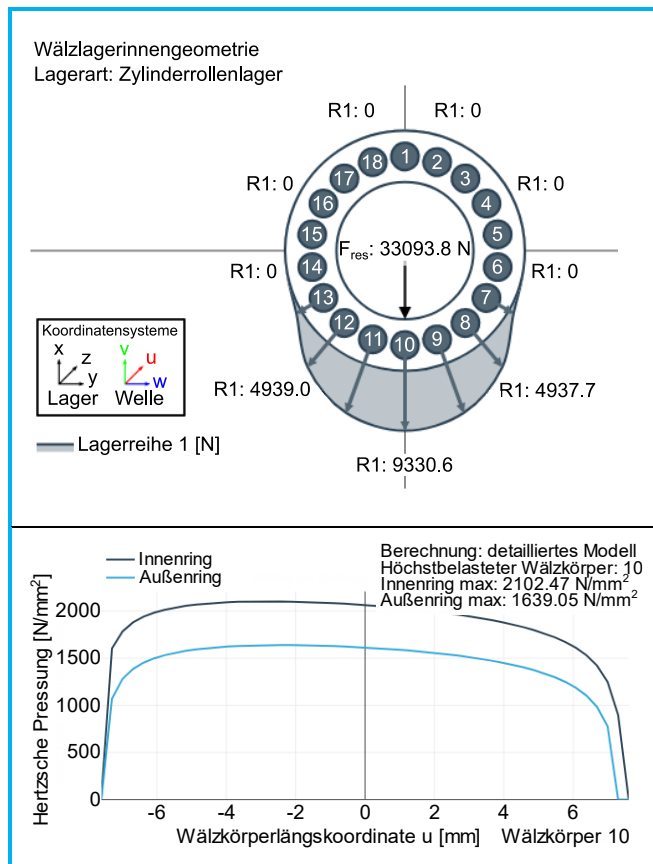 Wälzlagerinnengeometrie
Lagerart: Zylinderrollenlager
R1: 0
R1: 0
18
1
2
17
3
R1: 0
R1: 0
16
4
15
5
Fres: 33093.8 N
14
6
R1: 0
R1: 0
13
7
12
8
11
10
9
Koordinatensysteme
x
z
y
Lager
v
u
w
Welle
R1: 4939.0
R1: 4937.7
Lagerreihe 1 [N]
R1: 9330.6
Innenring
Außenring
Berechnung: detailliertes Modell
Höchstbelasteter Wälzkörper: 10
Innenring max: 2102.47 N/mm²
Außenring max: 1639.05 N/mm²
Hertzsche Pressung [N/mm²]
2000
1500
1000
500
0
-6
-4
-2
0
2
4
6
Wälzkörperlängskoordinate u [mm]
Wälzkörper 10